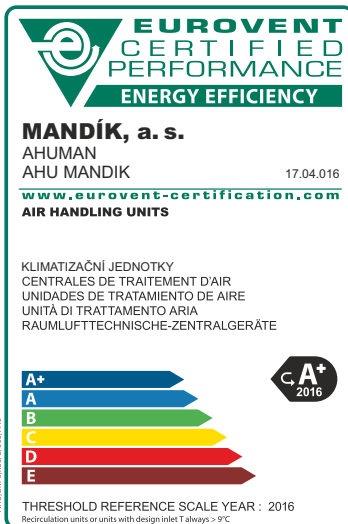 EUROVENT
CERTIFIED
PERFORMANCE
ENERGY EFFICIENCY
MANDÍK, a. s.
AHUMAN
AHU MANDIK 17.04.016
www.eurovent-certification.com
AIR HANDLING UNITS
KLIMATIZAČNÍ JEDNOTKY
CENTRALES DE TRAITEMENT D'AIR
UNIDADES DE TRATAMIENTO DE AIRE
UNITÀ DI TRATTAMENTO ARIA
RAUMLUFTTECHNISCHE-ZENTRALGERÄTE
A+
A
B
C
D
E
A+
2016
THRESHOLD REFERENCE SCALE YEAR : 2016
Recirculation units or units with design inlet T always > 9°C